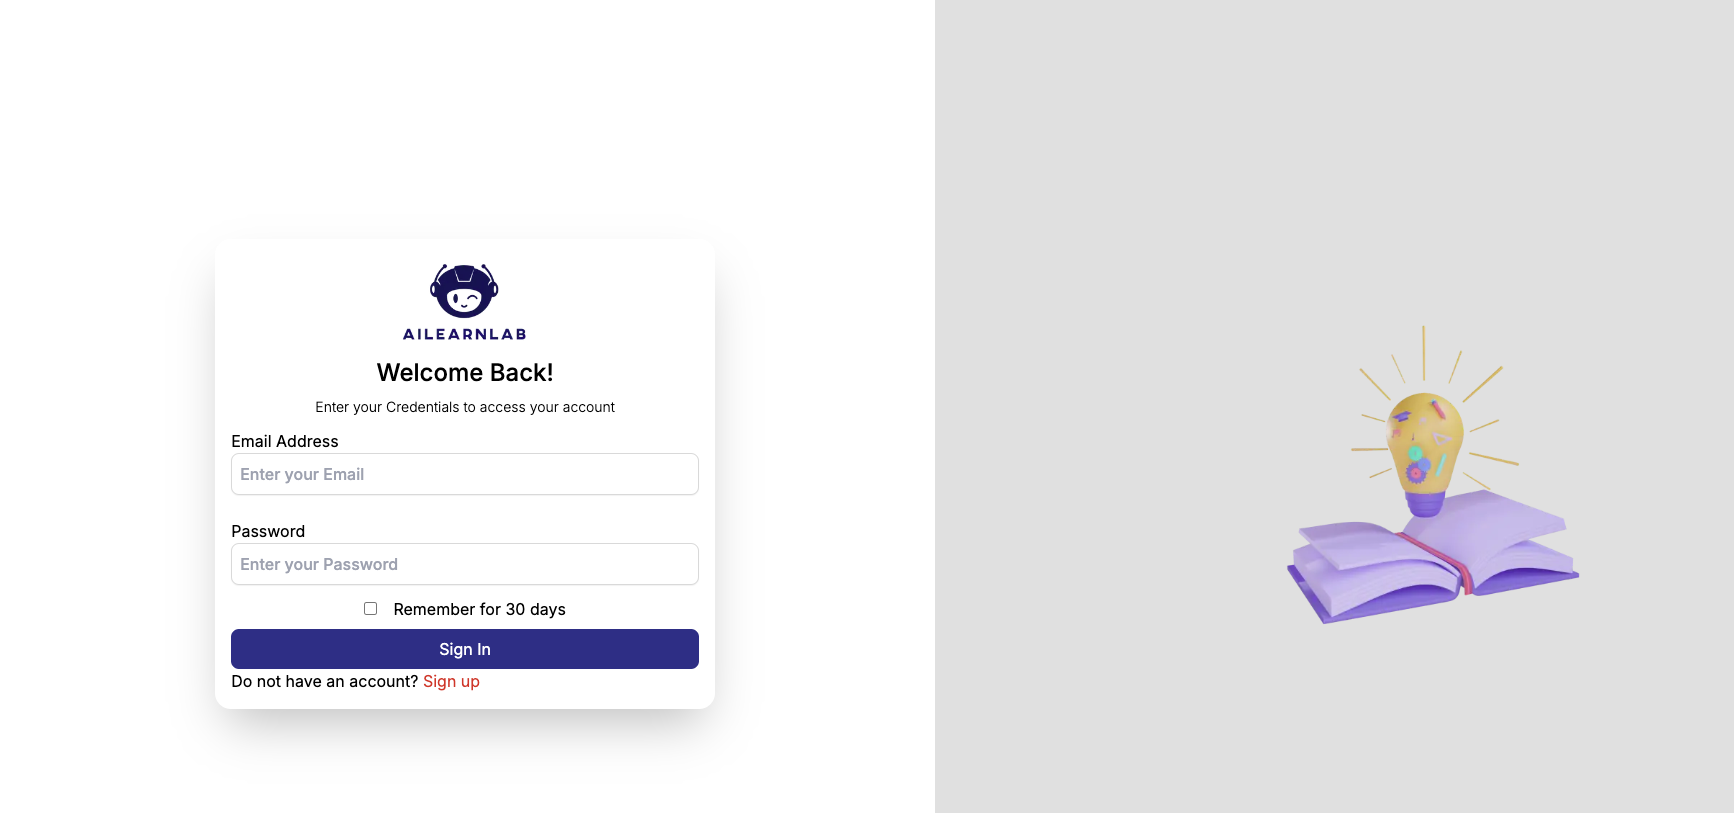 AILEARNLAB
Welcome Back!
Enter your Credentials to access your account
Email Address
Enter your Email
Password
Enter your Password
Remember for 30 days
Sign In
Do not have an account? Sign up